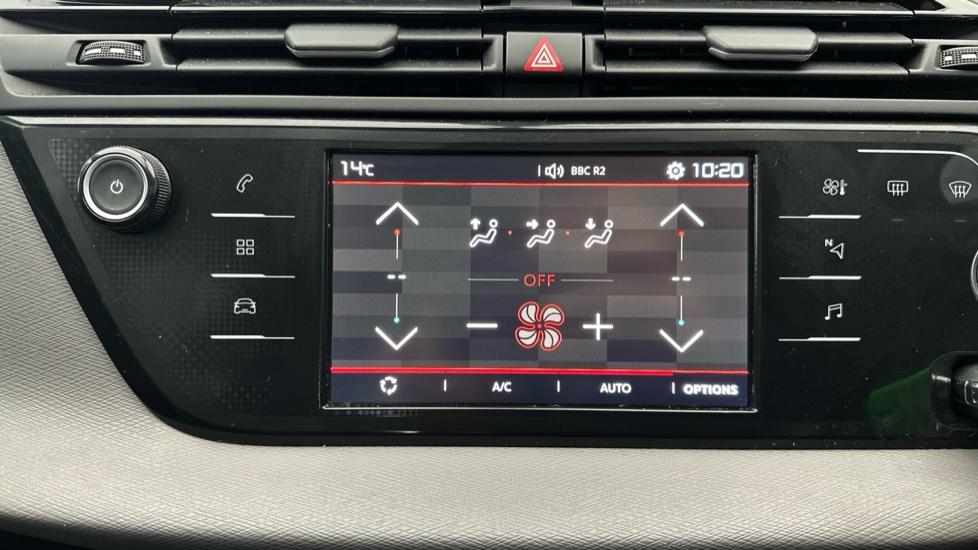 14°C BBC R2 10:20
N
-- --
OFF
A/C AUTO OPTIONS